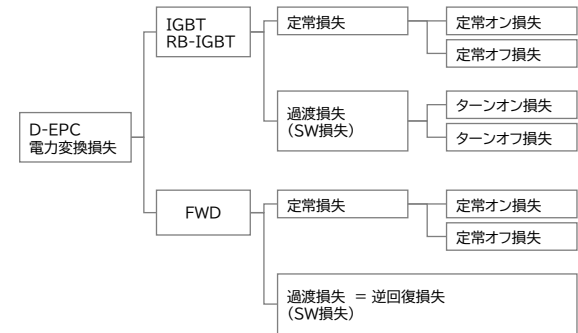 D-EPC
電力変換損失
IGBT
RB-IGBT
定常損失
定常オン損失
定常オフ損失
過渡損失
(SW損失)
ターンオン損失
ターンオフ損失
FWD
定常損失
定常オン損失
定常オフ損失
過渡損失 = 逆回復損失
(SW損失)